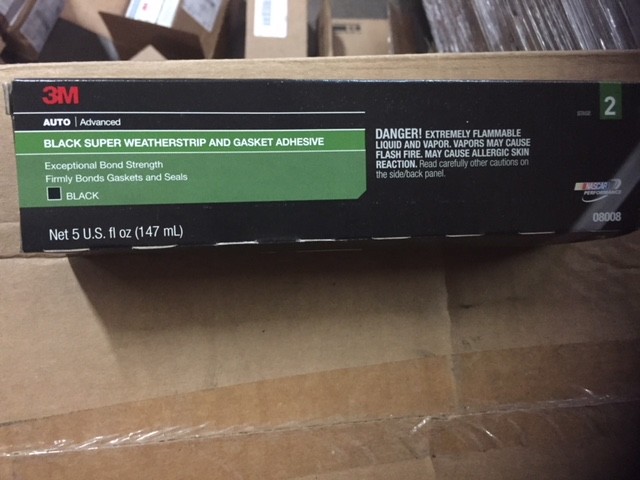 3M
AUTO | Advanced
BLACK SUPER WEATHERSTRIP AND GASKET ADHESIVE
Exceptional Bond Strength
Firmly Bonds Gaskets and Seals
BLACK
Net 5 U.S. fl oz (147 mL)
DANGER! EXTREMELY FLAMMABLE
LIQUID AND VAPOR. VAPORS MAY CAUSE
FLASH FIRE. MAY CAUSE ALLERGIC SKIN
REACTION. Read carefully other cautions on
the side/back panel.
STAGE 2
NASCAR
PERFORMANCE
08008